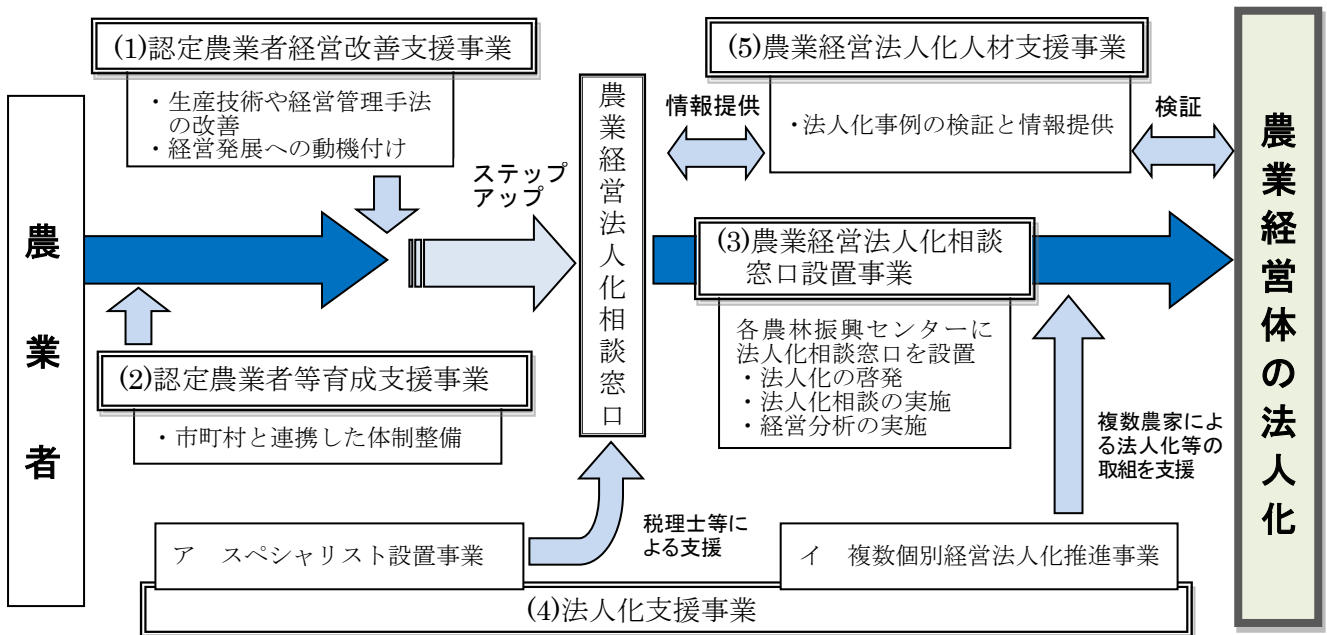 (1)認定農業者経営改善支援事業
・生産技術や経営管理手法
の改善
・経営発展への動機付け
農業者
(2)認定農業者等育成支援事業
・市町村と連携した体制整備
ステップ
アップ
農業経営法人化相談窓口
(5)農業経営法人化人材支援事業
・法人化事例の検証と情報提供
情報提供
検証
(3)農業経営法人化相談
窓口設置事業
各農林振興センターに
法人化相談窓口を設置
・法人化の啓発
・法人化相談の実施
・経営分析の実施
複数農家によ
る法人化等の
取組を支援
農業経営体の法人化
ア　スペシャリスト設置事業
税理士等に
よる支援
イ　複数個別経営法人化推進事業
(4)法人化支援事業